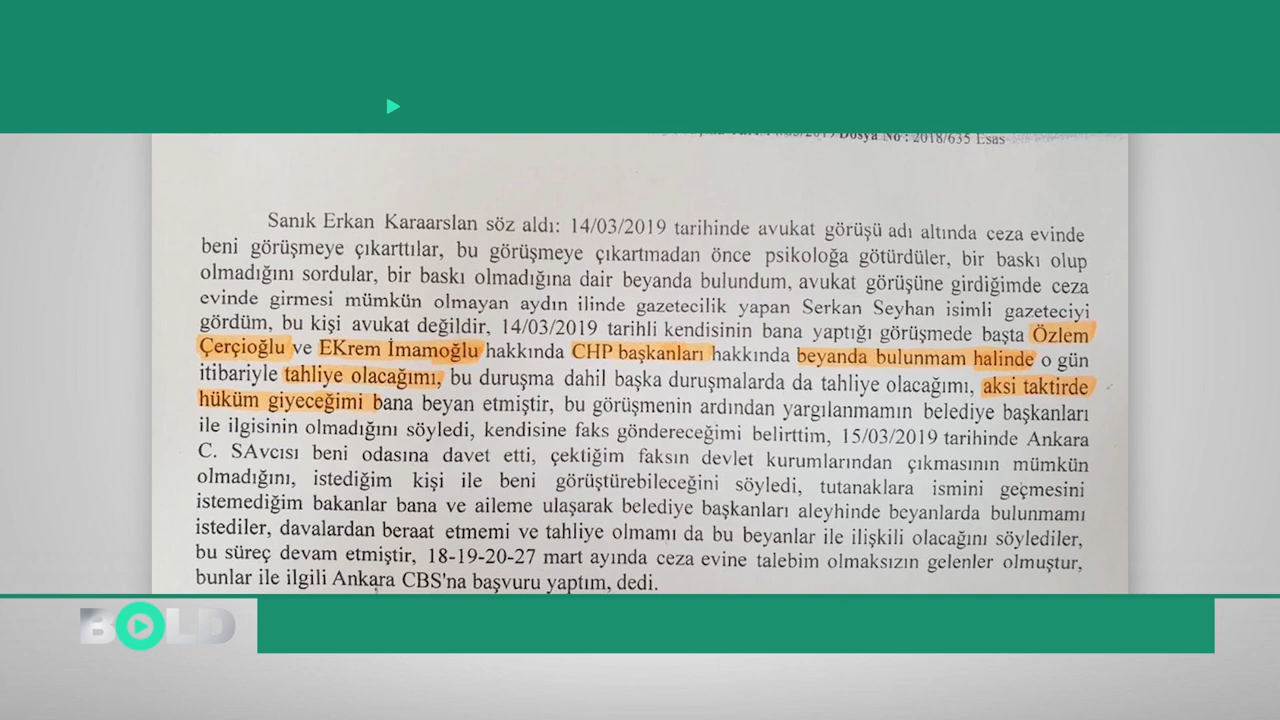 Dosya No : 2018/635 Esas
Sanık Erkan Karaarslan söz aldı: 14/03/2019 tarihinde avukat görüşü adı altında ceza evinde
beni görüşmeye çıkarttılar, bu görüşmeye çıkartmadan önce psikoloğa götürdüler, bir baskı olup
olmadığını sordular, bir baskı olmadığına dair beyanda bulundum, avukat görüşüne girdiğimde ceza
evinde girmesi mümkün olmayan aydın ilinde gazetecilik yapan Serkan Seyhan isimli gazeteciyi
gördüm, bu kişi avukat değildir, 14/03/2019 tarihli kendisinin bana yaptığı görüşmede başta Özlem
Çerçioğlu ve EKrem İmamoğlu hakkında CHP başkanları hakkında beyanda bulunmam halinde o gün
itibariyle tahliye olacağımı, bu duruşma dahil başka duruşmalarda da tahliye olacağımı, aksi taktirde
hüküm giyeceğimi bana beyan etmiştir, bu görüşmenin ardından yargılanmamın belediye başkanları
ile ilgisinin olmadığını söyledi, kendisine faks göndereceğimi belirttim, 15/03/2019 tarihinde Ankara
C. SAvcısı beni odasına davet etti, çektiğim faksın devlet kurumlarından çıkmasının mümkün
olmadığını, istediğim kişi ile beni görüştürebileceğini söyledi, tutanaklara ismini geçmesini
istemediğim bakanlar bana ve aileme ulaşarak belediye başkanları aleyhinde beyanlarda bulunmamı
istediler, davalardan beraat etmemi ve tahliye olmamı da bu beyanlar ile ilişkili olacağını söylediler,
bu süreç devam etmiştir, 18-19-20-27 mart ayında ceza evine talebim olmaksızın gelenler olmuştur,
bunlar ile ilgili Ankara CBS'na başvuru yaptım, dedi.
BOLD